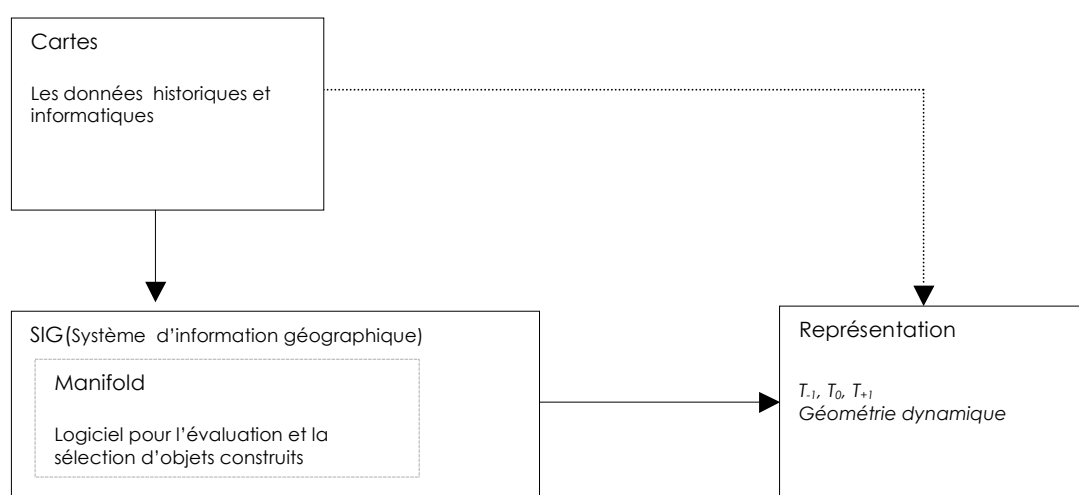 Cartes
Les données historiques et
informatiques
SIG(Système d'information géographique)
Manifold
Logiciel pour l'évaluation et la
sélection d'objets construits
Représentation
T-1, T0, T+1
Géométrie dynamique